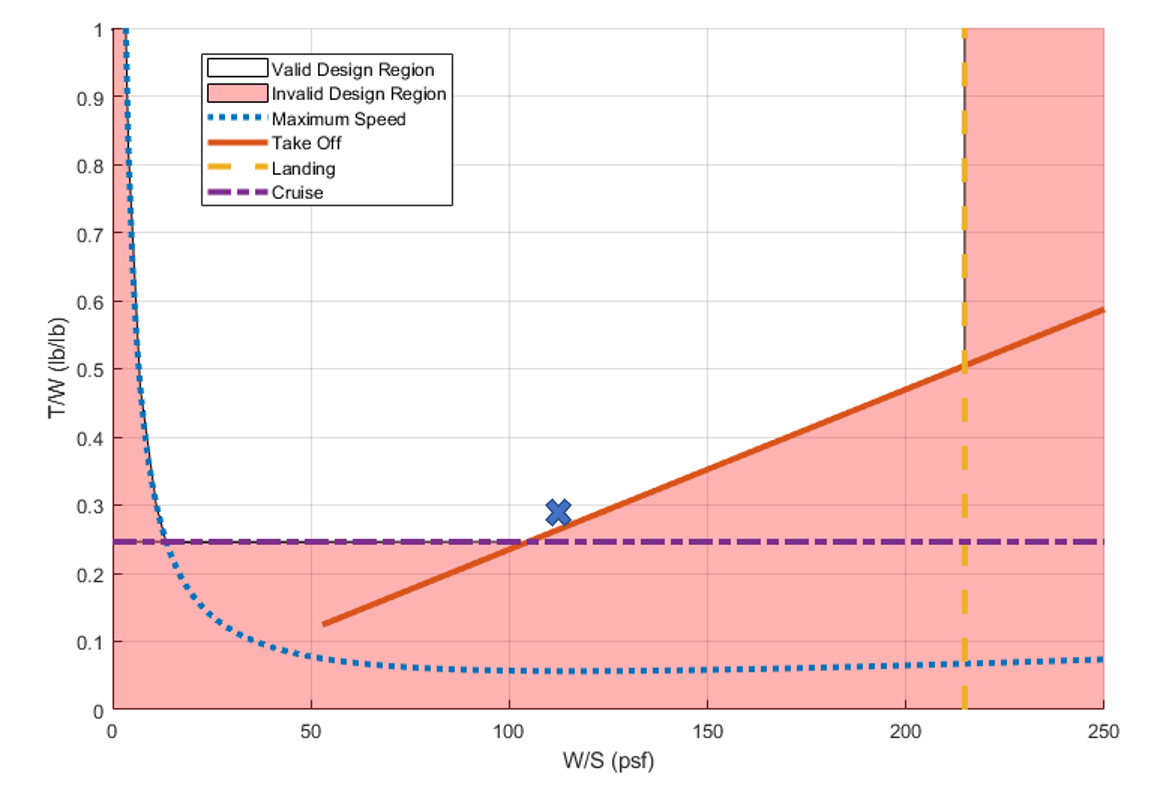 1
0.9
0.8
0.7
0.6
0.5
0.4
0.3
0.2
0.1
0
T/W (lb/lb)
Valid Design Region
Invalid Design Region
Maximum Speed
Take Off
Landing
Cruise
0 50 100 150 200 250
W/S (psf)